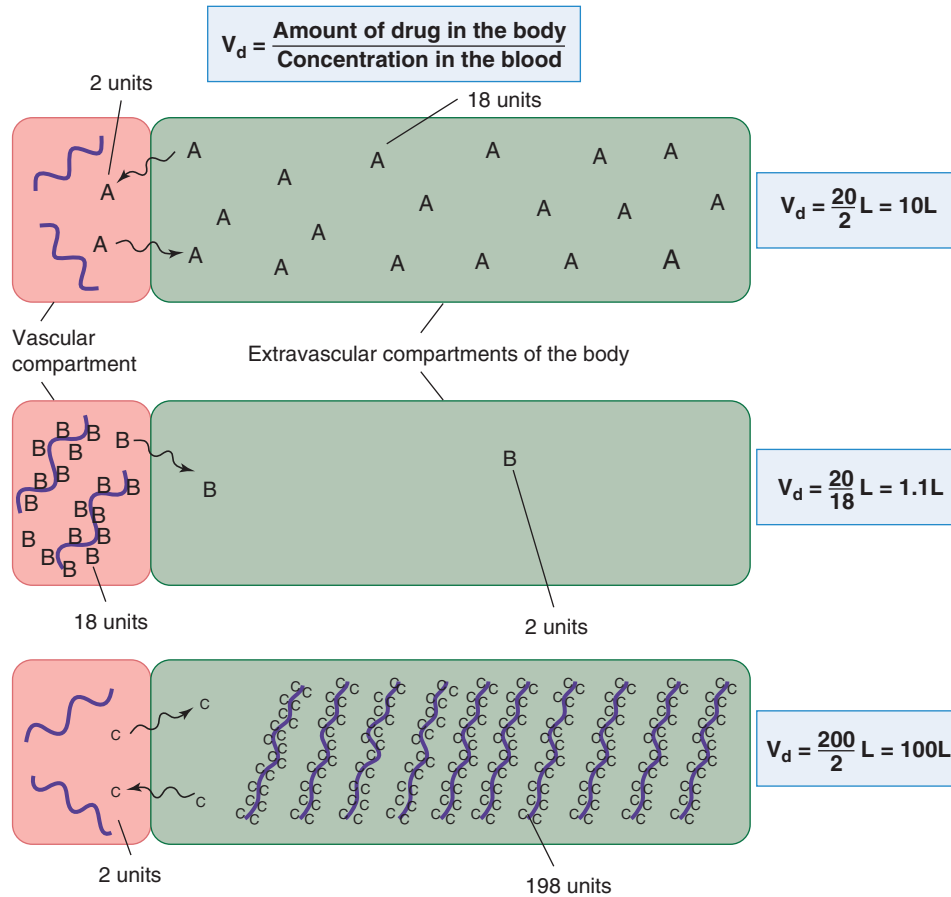 V_d = Amount of drug in the body / Concentration in the blood
2 units
18 units
A A A A A A
A A
A A A A A
A A
A A A A A A
V_d = 20/2 L = 10L
Vascular
compartment
Extravascular compartments of the body
B B B B
B B
B B B
B B B
B B
B B B
B B B
B
B
V_d = 20/18 L = 1.1L
18 units
2 units
c
c
c
c
V_d = 200/2 L = 100L
2 units
198 units